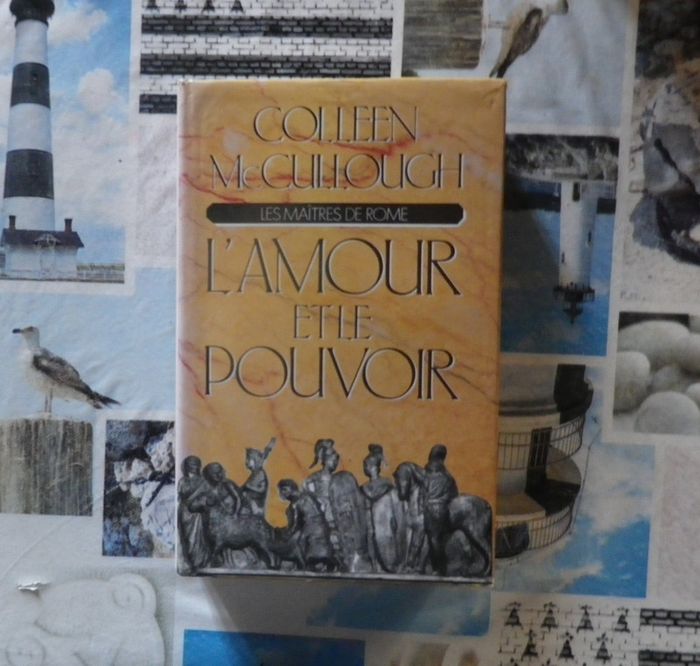 COLLEEN
McCULLOUGH
LES MAÎTRES DE ROME
L'AMOUR
ET LE
POUVOIR